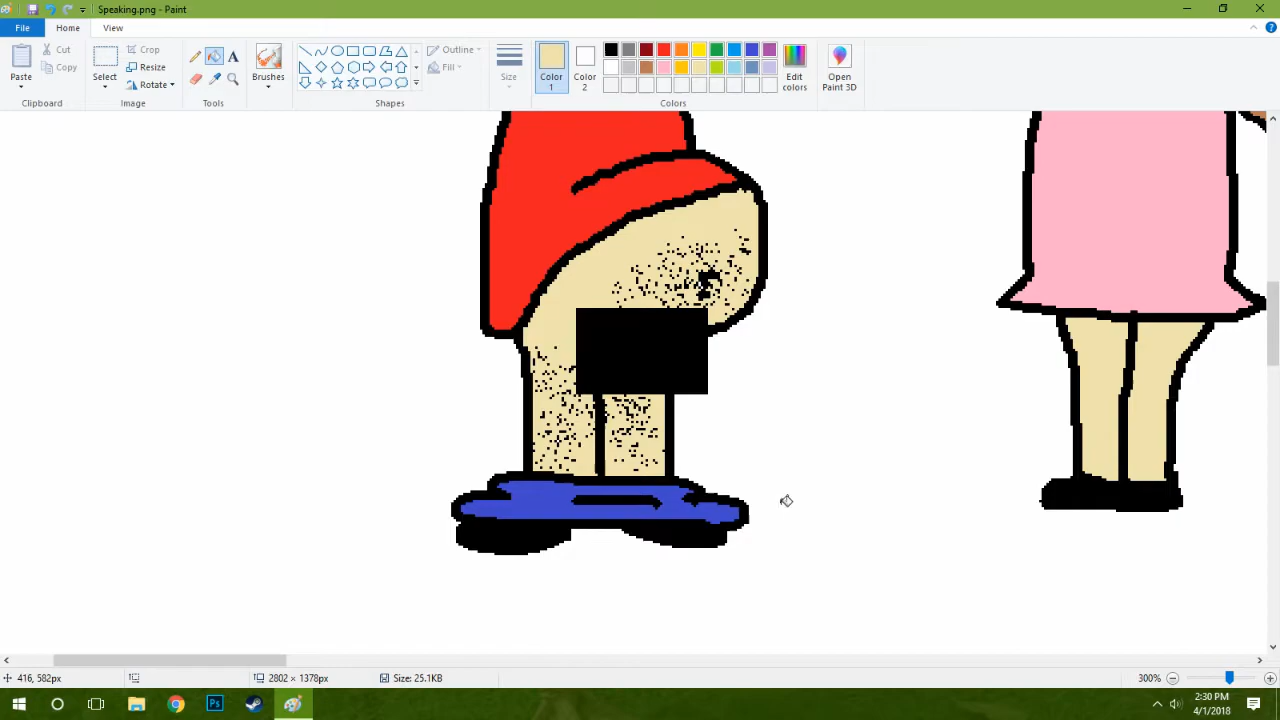 Speaking.png - Paint
File Home View
Paste
Cut
Copy
Clipboard
Select
Crop
Resize
Rotate
Image
A
Tools
Brushes
Outline
Fill
Shapes
Size
Color 1
Color 2
Colors
Edit colors
Open Paint 3D
416, 582px
2802 × 1378px
Size: 25.1KB
300%
Ps
2:30 PM
4/1/2018